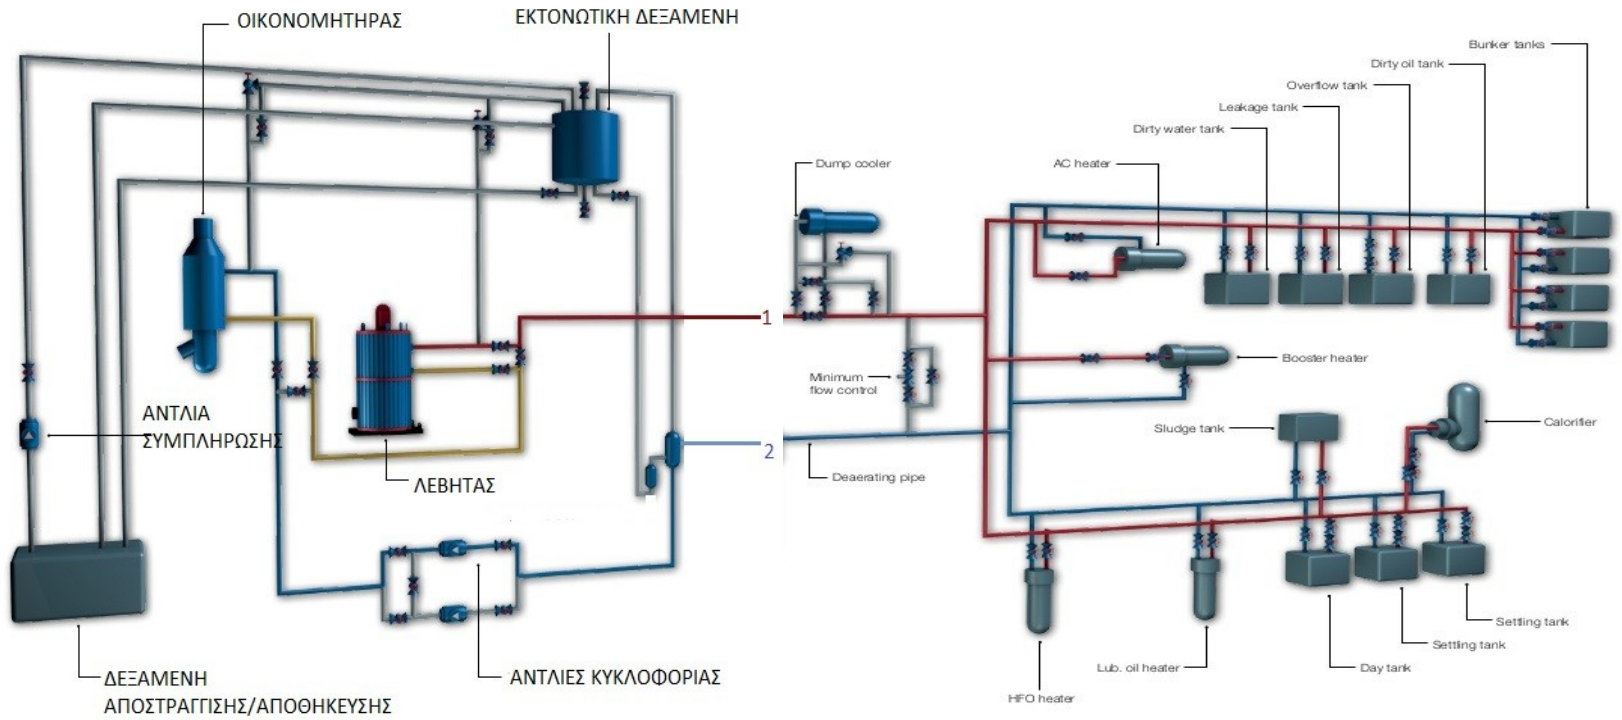 ΟΙΚΟΝΟΜΗΤΗΡΑΣ
ΕΚΤΟΝΩΤΙΚΗ ΔΕΞΑΜΕΝΗ
Bunker tanks
Dirty oil tank
Overflow tank
Leakage tank
Dirty water tank
Dump cooler
AC heater
1
Booster heater
Minimum
flow control
ΑΝΤΛΙΑ
ΣΥΜΠΛΗΡΩΣΗΣ
Sludge tank
Calorifier
2
Deaerating pipe
ΛΕΒΗΤΑΣ
Settling tank
Settling tank
Day tank
Lub. oil heater
HFO heater
ΑΝΤΛΙΕΣ ΚΥΚΛΟΦΟΡΙΑΣ
ΔΕΞΑΜΕΝΗ
ΑΠΟΣΤΡΑΓΓΙΣΗΣ/ΑΠΟΘΗΚΕΥΣΗΣ